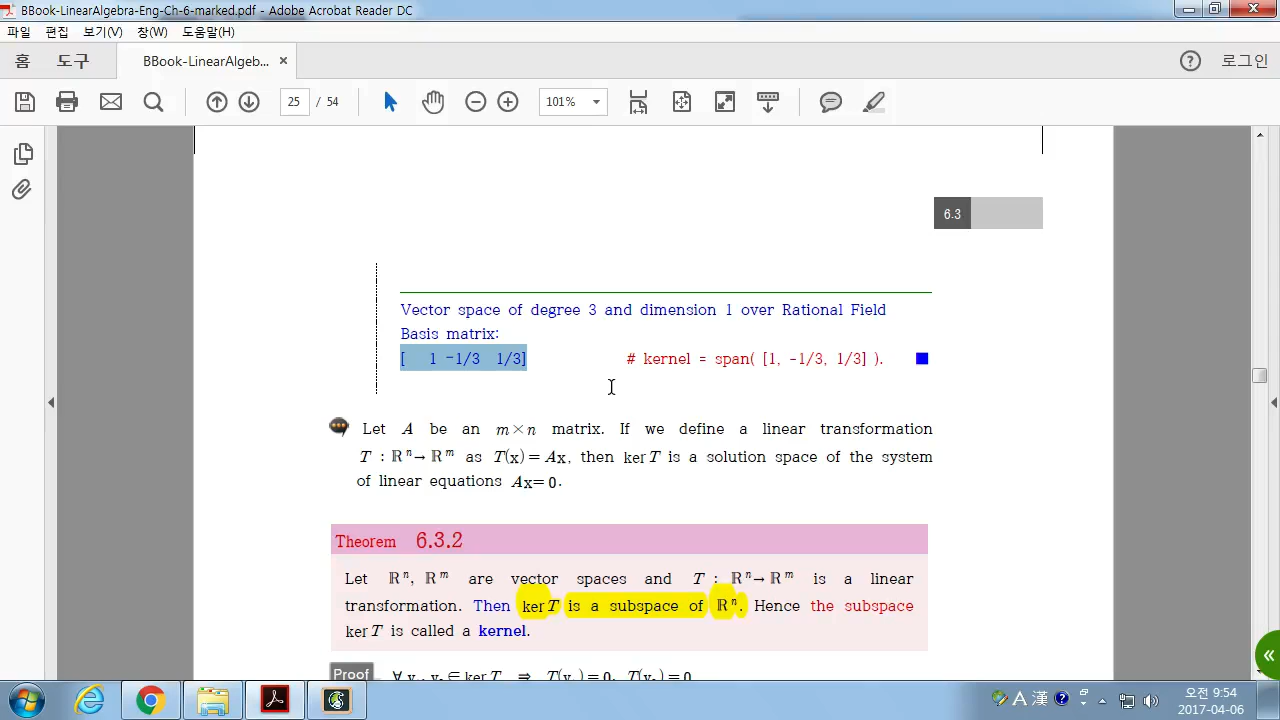 BBook-LinearAlgebra-Eng-Ch-6-marked.pdf - Adobe Acrobat Reader DC
파일 편집 보기(V) 창(W) 도움말(H)
홈 도구 BBook-LinearAlgeb... × 로그인
25 / 54 101%
6.3
Vector space of degree 3 and dimension 1 over Rational Field
Basis matrix:
[ 1 -1/3 1/3] # kernel = span( [1, -1/3, 1/3] ). ■
Let A be an m×n matrix. If we define a linear transformation
T : ℝⁿ→ℝᵐ as T(x)=Ax, then ker T is a solution space of the system
of linear equations Ax=0.
Theorem 6.3.2
Let ℝⁿ, ℝᵐ are vector spaces and T : ℝⁿ→ℝᵐ is a linear
transformation. Then ker T is a subspace of ℝⁿ. Hence the subspace
ker T is called a kernel.
Proof
A 漢
오전 9:54
2017-04-06